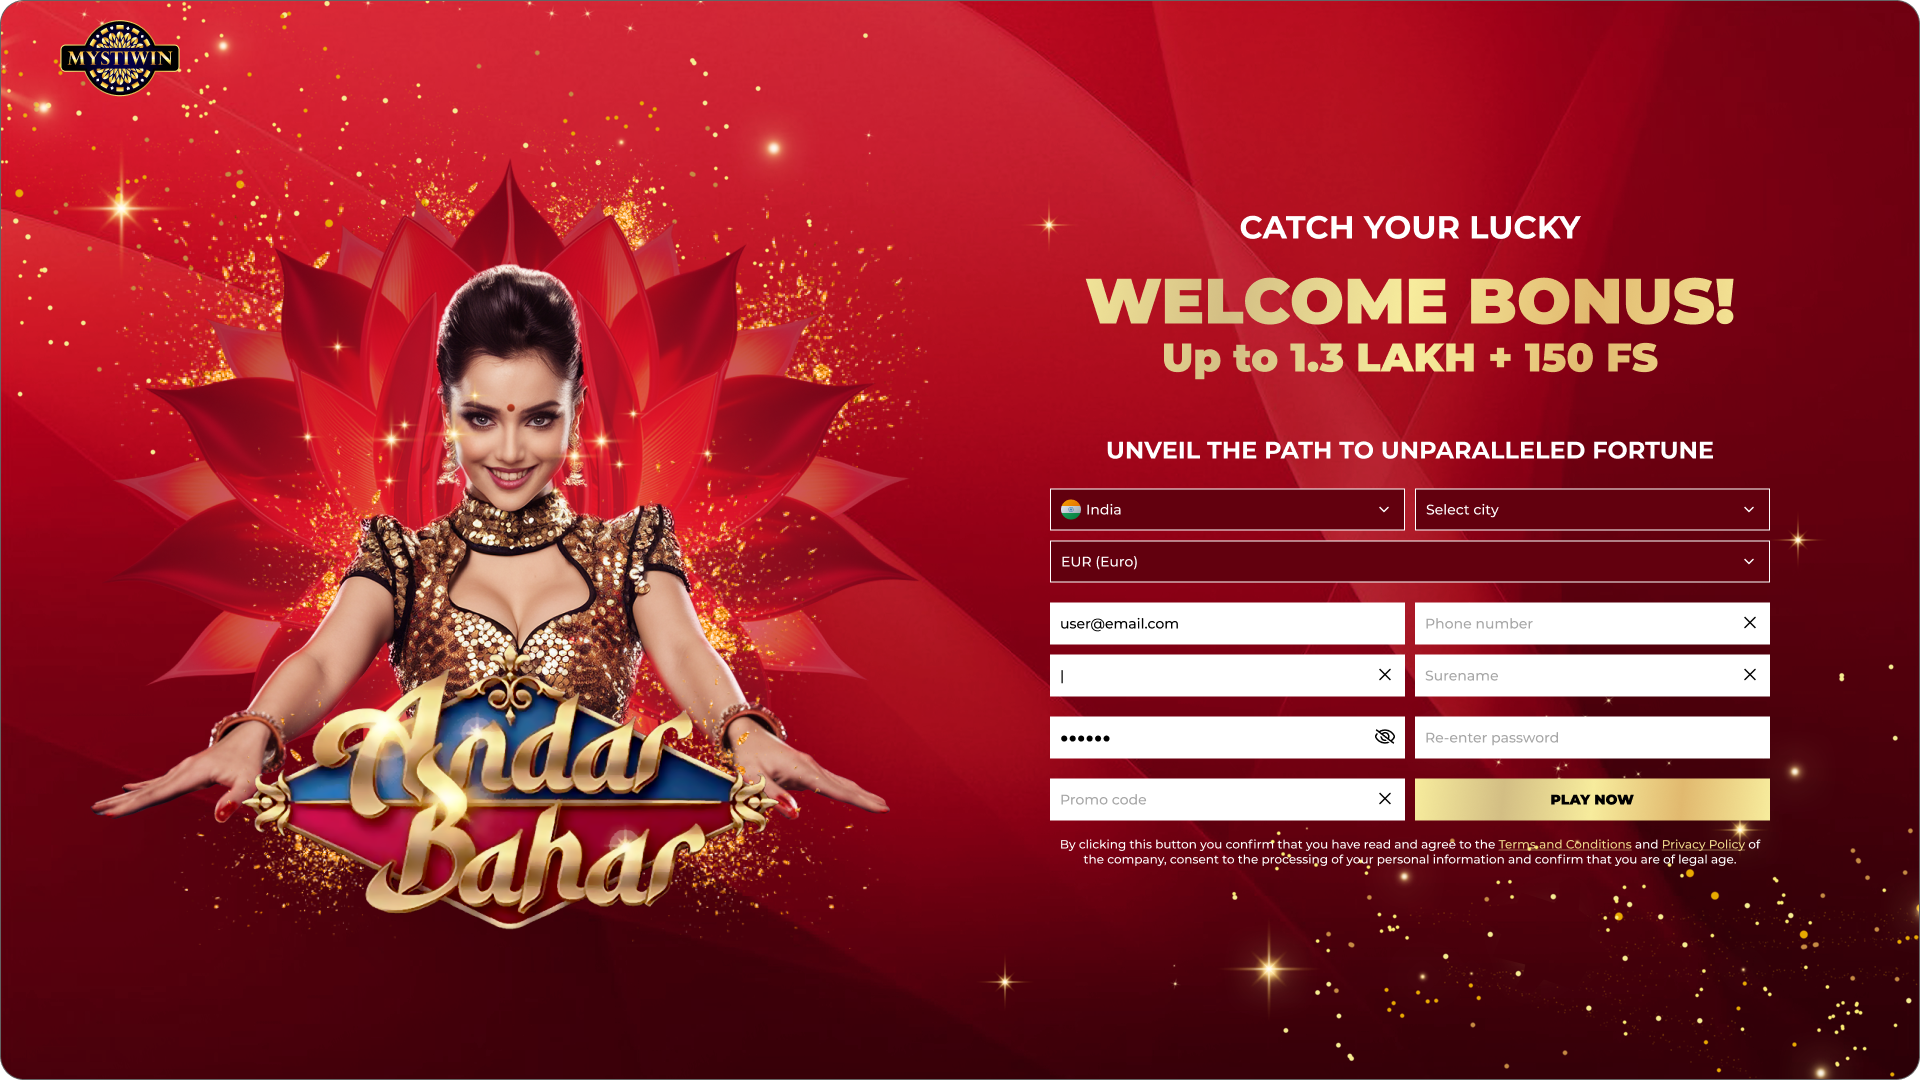 MYSTIWIN
CATCH YOUR LUCKY
WELCOME BONUS!
Up to 1.3 LAKH + 150 FS
UNVEIL THE PATH TO UNPARALLELED FORTUNE
India
Select city
EUR (Euro)
user@email.com
Phone number
Surename
••••••
Re-enter password
Promo code
PLAY NOW
By clicking this button you confirm that you have read and agree to the Terms and Conditions and Privacy Policy of
the company, consent to the processing of your personal information and confirm that you are of legal age.
Andar
Bahar